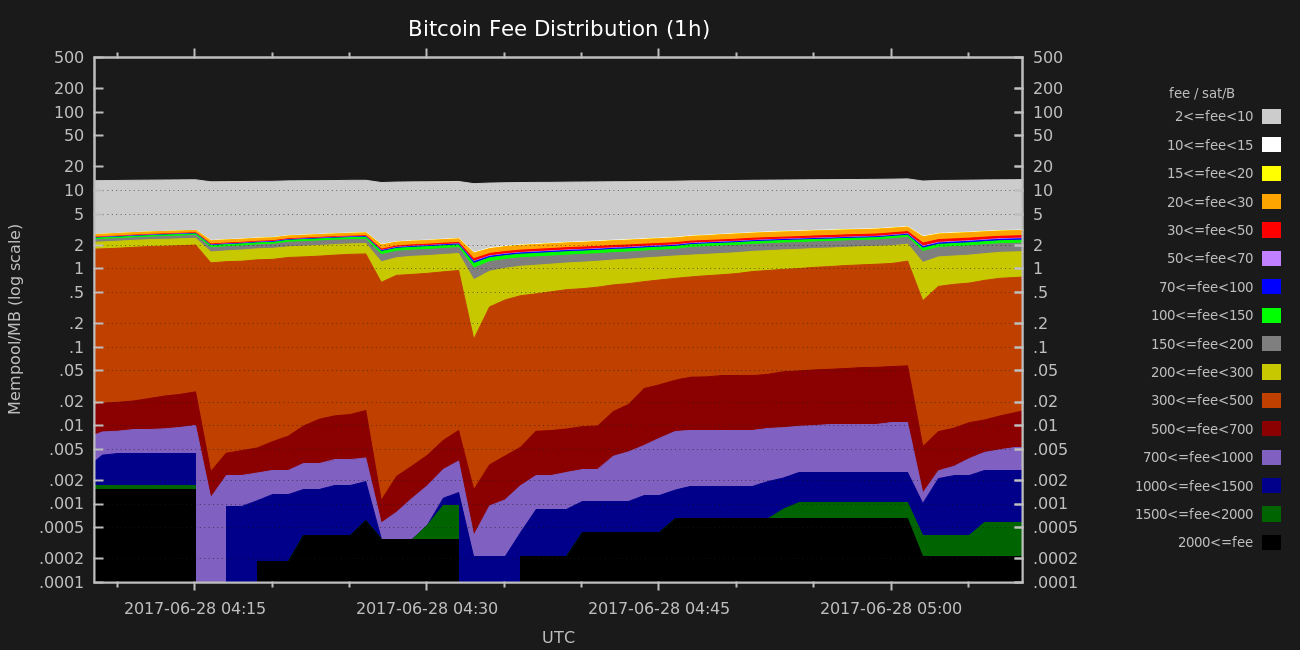 Bitcoin Fee Distribution (1h)
Mempool/MB (log scale)
500
200
100
50
20
10
5
2
1
.5
.2
.1
.05
.02
.01
.005
.002
.001
.0005
.0002
.0001
500
200
100
50
20
10
5
2
1
.5
.2
.1
.05
.02
.01
.005
.002
.001
.0005
.0002
.0001
2017-06-28 04:15
2017-06-28 04:30
2017-06-28 04:45
2017-06-28 05:00
UTC
fee / sat/B
2<=fee<10
10<=fee<15
15<=fee<20
20<=fee<30
30<=fee<50
50<=fee<70
70<=fee<100
100<=fee<150
150<=fee<200
200<=fee<300
300<=fee<500
500<=fee<700
700<=fee<1000
1000<=fee<1500
1500<=fee<2000
2000<=fee